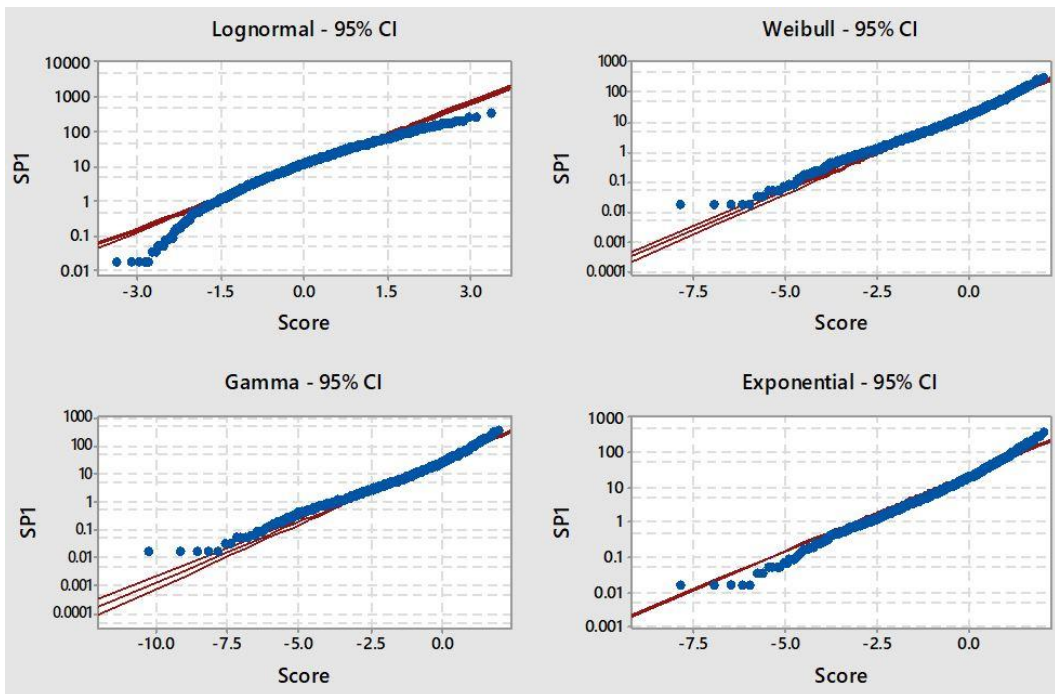 Lognormal - 95% CI
10000
1000
100
10
1
0.1
0.01
SP1
-3.0 -1.5 0.0 1.5 3.0
Score
Weibull - 95% CI
1000
100
10
1
0.1
0.01
0.001
0.0001
SP1
-7.5 -5.0 -2.5 0.0
Score
Gamma - 95% CI
1000
100
10
1
0.1
0.01
0.001
0.0001
SP1
-10.0 -7.5 -5.0 -2.5 0.0
Score
Exponential - 95% CI
1000
100
10
1
0.1
0.01
0.001
SP1
-7.5 -5.0 -2.5 0.0
Score